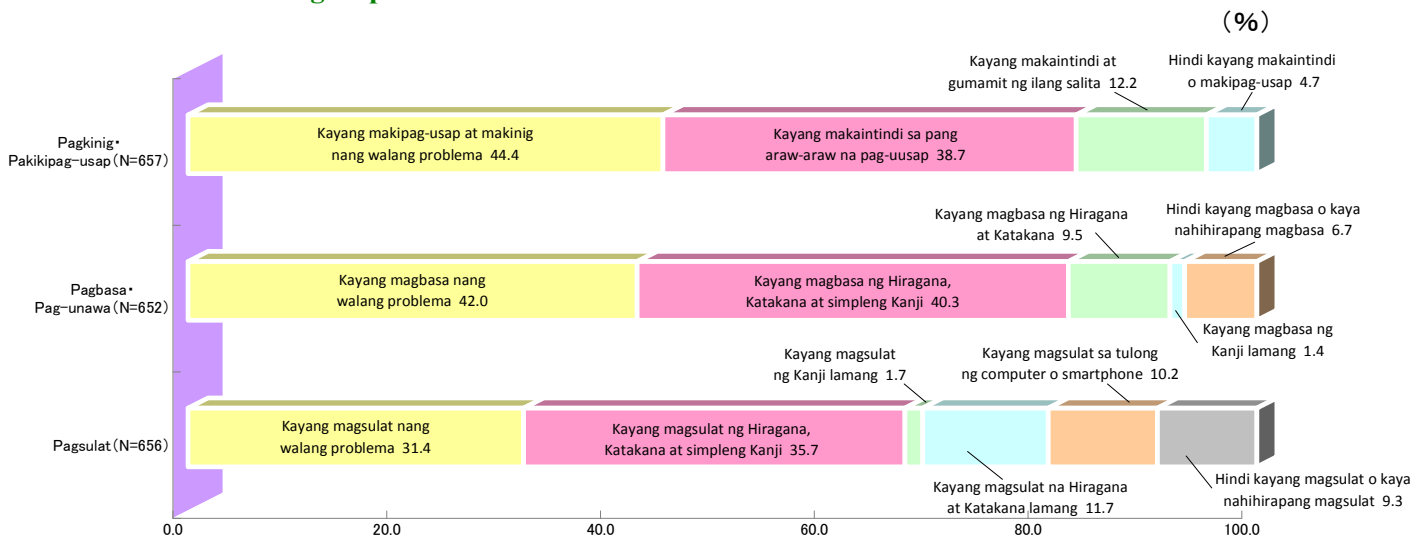 (%)
Kayang makaintindi at
gumamit ng ilang salita 12.2
Hindi kayang makaintindi
o makipag-usap 4.7
Pagkinig・
Pakikipag-usap(N=657)
Kayang makipag-usap at makinig
nang walang problema 44.4
Kayang makaintindi sa pang
araw-araw na pag-uusap 38.7
Kayang magbasa ng Hiragana
at Katakana 9.5
Hindi kayang magbasa o kaya
nahihirapang magbasa 6.7
Pagbasa・
Pag-unawa(N=652)
Kayang magbasa nang
walang problema 42.0
Kayang magbasa ng Hiragana,
Katakana at simpleng Kanji 40.3
Kayang magbasa ng
Kanji lamang 1.4
Kayang magsulat
ng Kanji lamang 1.7
Kayang magsulat sa tulong
ng computer o smartphone 10.2
Pagsulat(N=656)
Kayang magsulat nang
walang problema 31.4
Kayang magsulat ng Hiragana,
Katakana at simpleng Kanji 35.7
Kayang magsulat na Hiragana
at Katakana lamang 11.7
Hindi kayang magsulat o kaya
nahihirapang magsulat 9.3
0.0 20.0 40.0 60.0 80.0 100.0